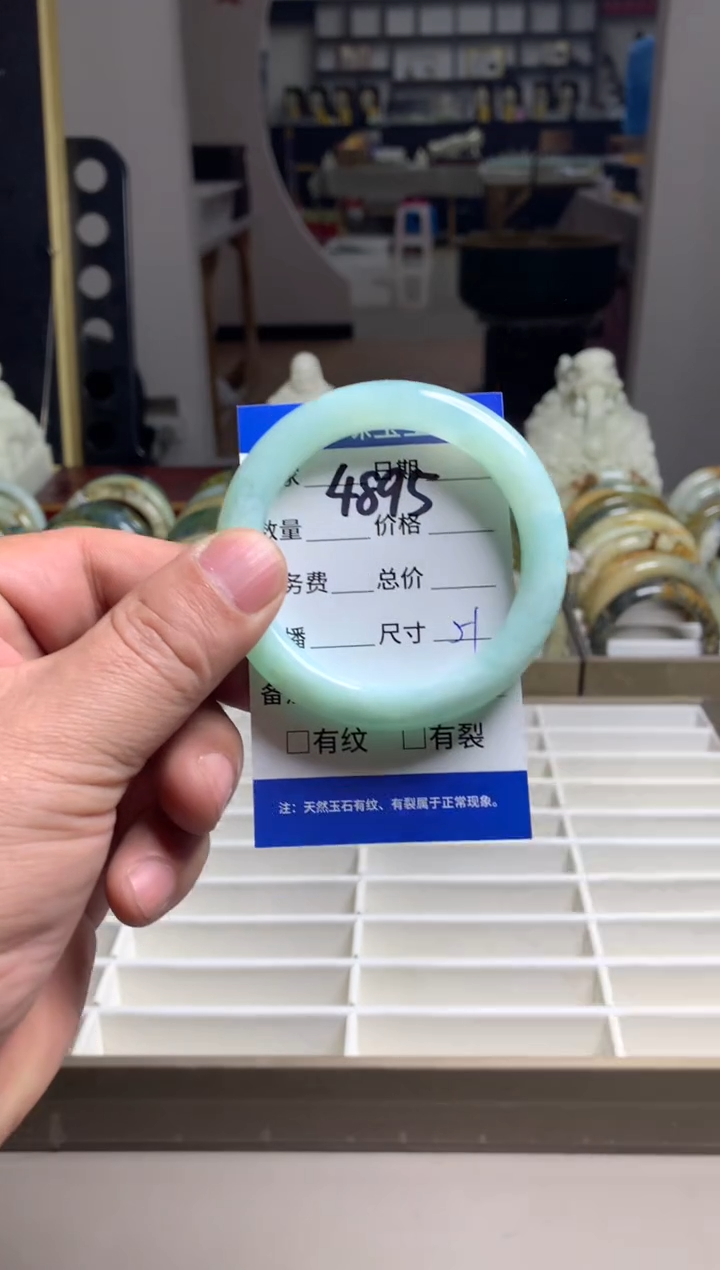 日期
4895
数量 价格
务费 总价
播 尺寸 51
备
□有纹 □有裂
注：天然玉石有纹、有裂属于正常现象。